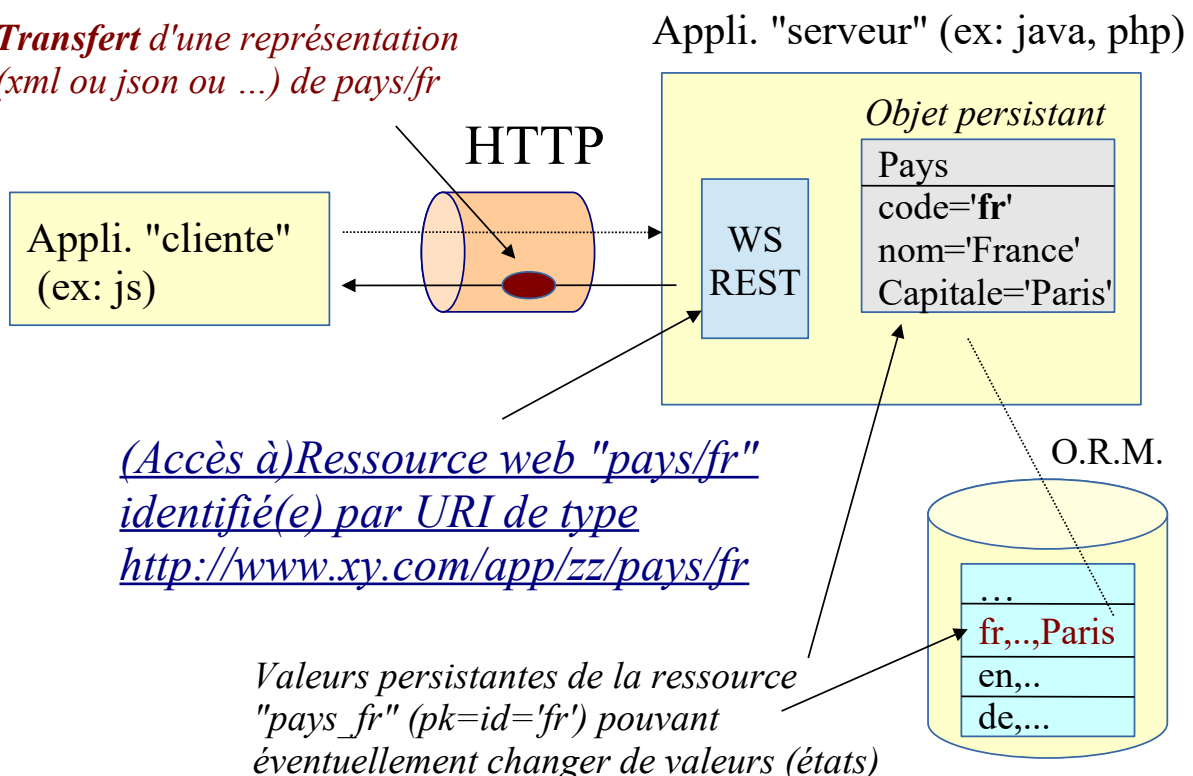 Transfert d'une représentation
(xml ou json ou …) de pays/fr
HTTP
Appli. "serveur" (ex: java, php)
Objet persistant
Pays
code='fr'
nom='France'
Capitale='Paris'
WS
REST
Appli. "cliente"
(ex: js)
(Accès à)Ressource web "pays/fr"
identifié(e) par URI de type
http://www.xy.com/app/zz/pays/fr
O.R.M.
…
fr,..,Paris
en,..
de,...
Valeurs persistantes de la ressource
"pays_fr" (pk=id='fr') pouvant
éventuellement changer de valeurs (états)